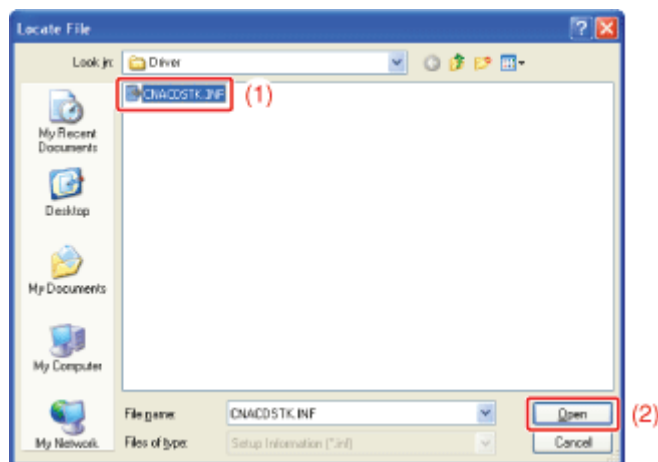 Locate File
Look in: Driver
CNACDSTK.INF (1)
My Recent
Documents
Desktop
My Documents
My Computer
My Network
File name: CNACDSTK.INF Open (2)
Files of type: Setup Information (*.inf) Cancel